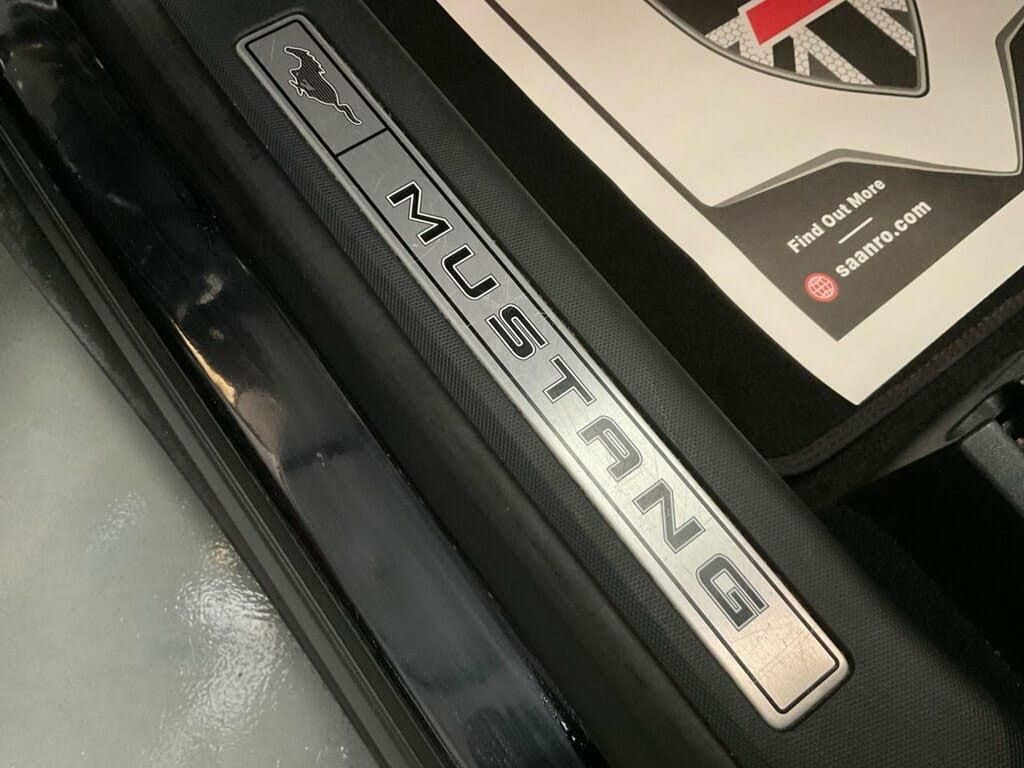 MUSTANG
Find Out More
saanro.com